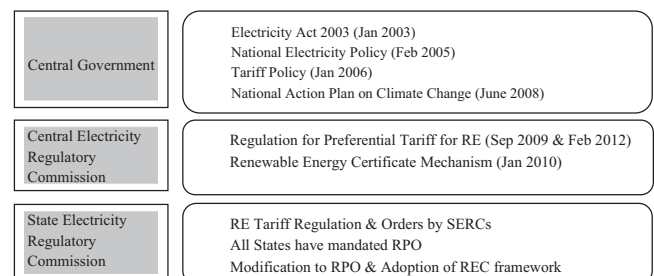 Central Government
Electricity Act 2003 (Jan 2003)
National Electricity Policy (Feb 2005)
Tariff Policy (Jan 2006)
National Action Plan on Climate Change (June 2008)
Central Electricity
Regulatory
Commission
Regulation for Preferential Tariff for RE (Sep 2009 & Feb 2012)
Renewable Energy Certificate Mechanism (Jan 2010)
State Electricity
Regulatory
Commission
RE Tariff Regulation & Orders by SERCs
All States have mandated RPO
Modification to RPO & Adoption of REC framework